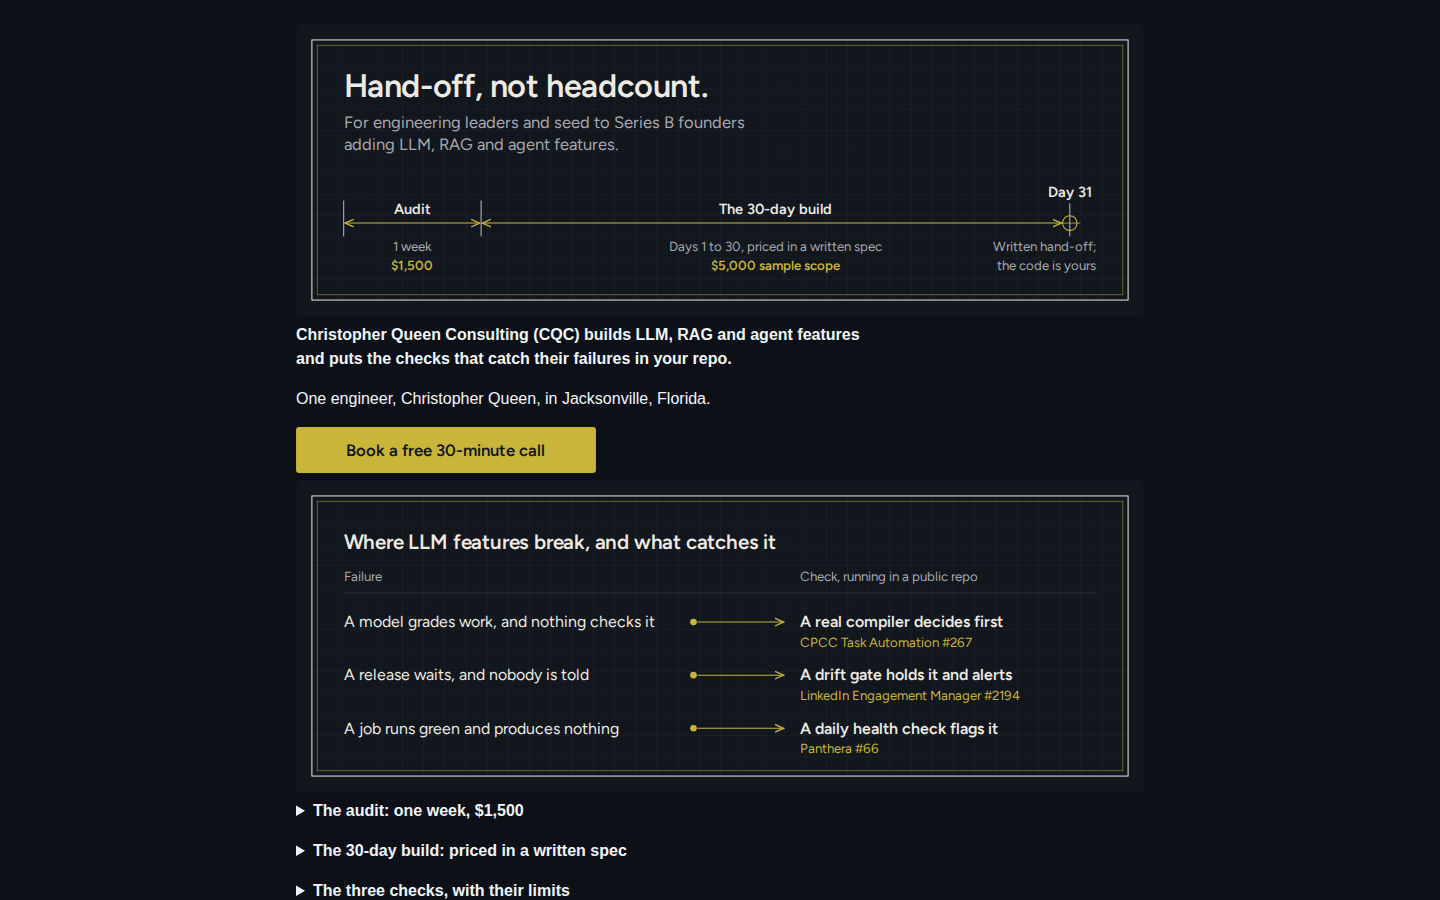 Hand-off, not headcount.
For engineering leaders and seed to Series B founders
adding LLM, RAG and agent features.
Day 31
Audit
The 30-day build
1 week
Days 1 to 30, priced in a written spec
Written hand-off;
$1,500
$5,000 sample scope
the code is yours
Christopher Queen Consulting (CQC) builds LLM, RAG and agent features
and puts the checks that catch their failures in your repo.
One engineer, Christopher Queen, in Jacksonville, Florida.
Book a free 30-minute call
Where LLM features break, and what catches it
Failure
Check, running in a public repo
A model grades work, and nothing checks it
A real compiler decides first
CPCC Task Automation #267
A release waits, and nobody is told
A drift gate holds it and alerts
LinkedIn Engagement Manager #2194
A job runs green and produces nothing
A daily health check flags it
Panthera #66
The audit: one week, $1,500
The 30-day build: priced in a written spec
The three checks, with their limits